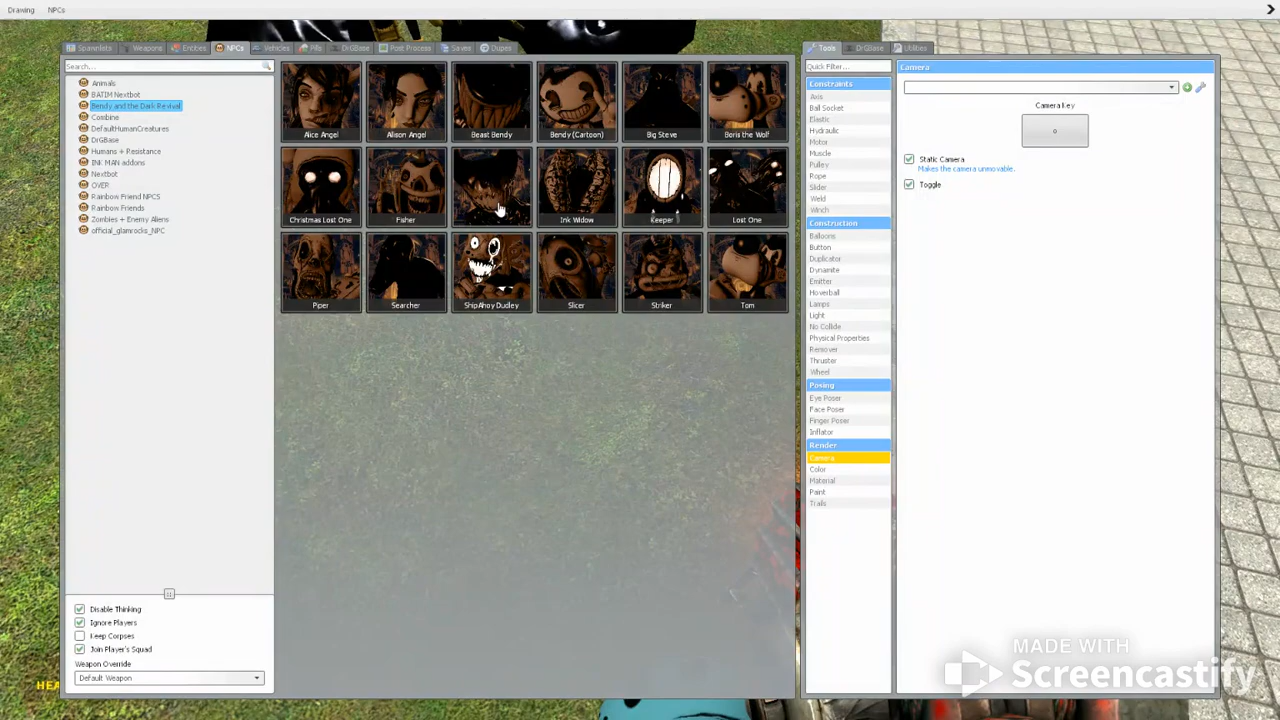 Drawing NPCs
Spawnlists Weapons Entities NPCs Vehicles Pills DrGBase Post Process Saves Dupes
Search...
Animals
BATIM Nextbot
Bendy and the Dark Revival
Combine
DefaultHumanCreatures
DrGBase
Humans + Resistance
INK MAN addons
Nextbot
OVER
Rainbow Friend NPCS
Rainbow Friends
Zombies + Enemy Aliens
official_glamrocks_NPC
Disable Thinking
Ignore Players
Keep Corpses
Join Player's Squad
Weapon Override
Default Weapon
Alice Angel Allison Angel Beast Bendy Bendy (Cartoon) Big Steve Boris the Wolf
Christmas Lost One Fisher Ink Widow Keeper Lost One
Piper Searcher ShipAhoy Dudley Slicer Striker Tom
Tools DrGBase Utilities
Quick Filter...
Constraints
Axis
Ball Socket
Elastic
Hydraulic
Motor
Muscle
Pulley
Rope
Slider
Weld
Winch
Construction
Balloons
Button
Duplicator
Dynamite
Emitter
Hoverball
Lamps
Light
No Collide
Physical Properties
Remover
Thruster
Wheel
Posing
Eye Poser
Face Poser
Finger Poser
Inflator
Render
Camera
Color
Material
Paint
Trails
Camera
Camera Key
0
Static Camera
Makes the camera unmovable.
Toggle
MADE WITH
Screencastify